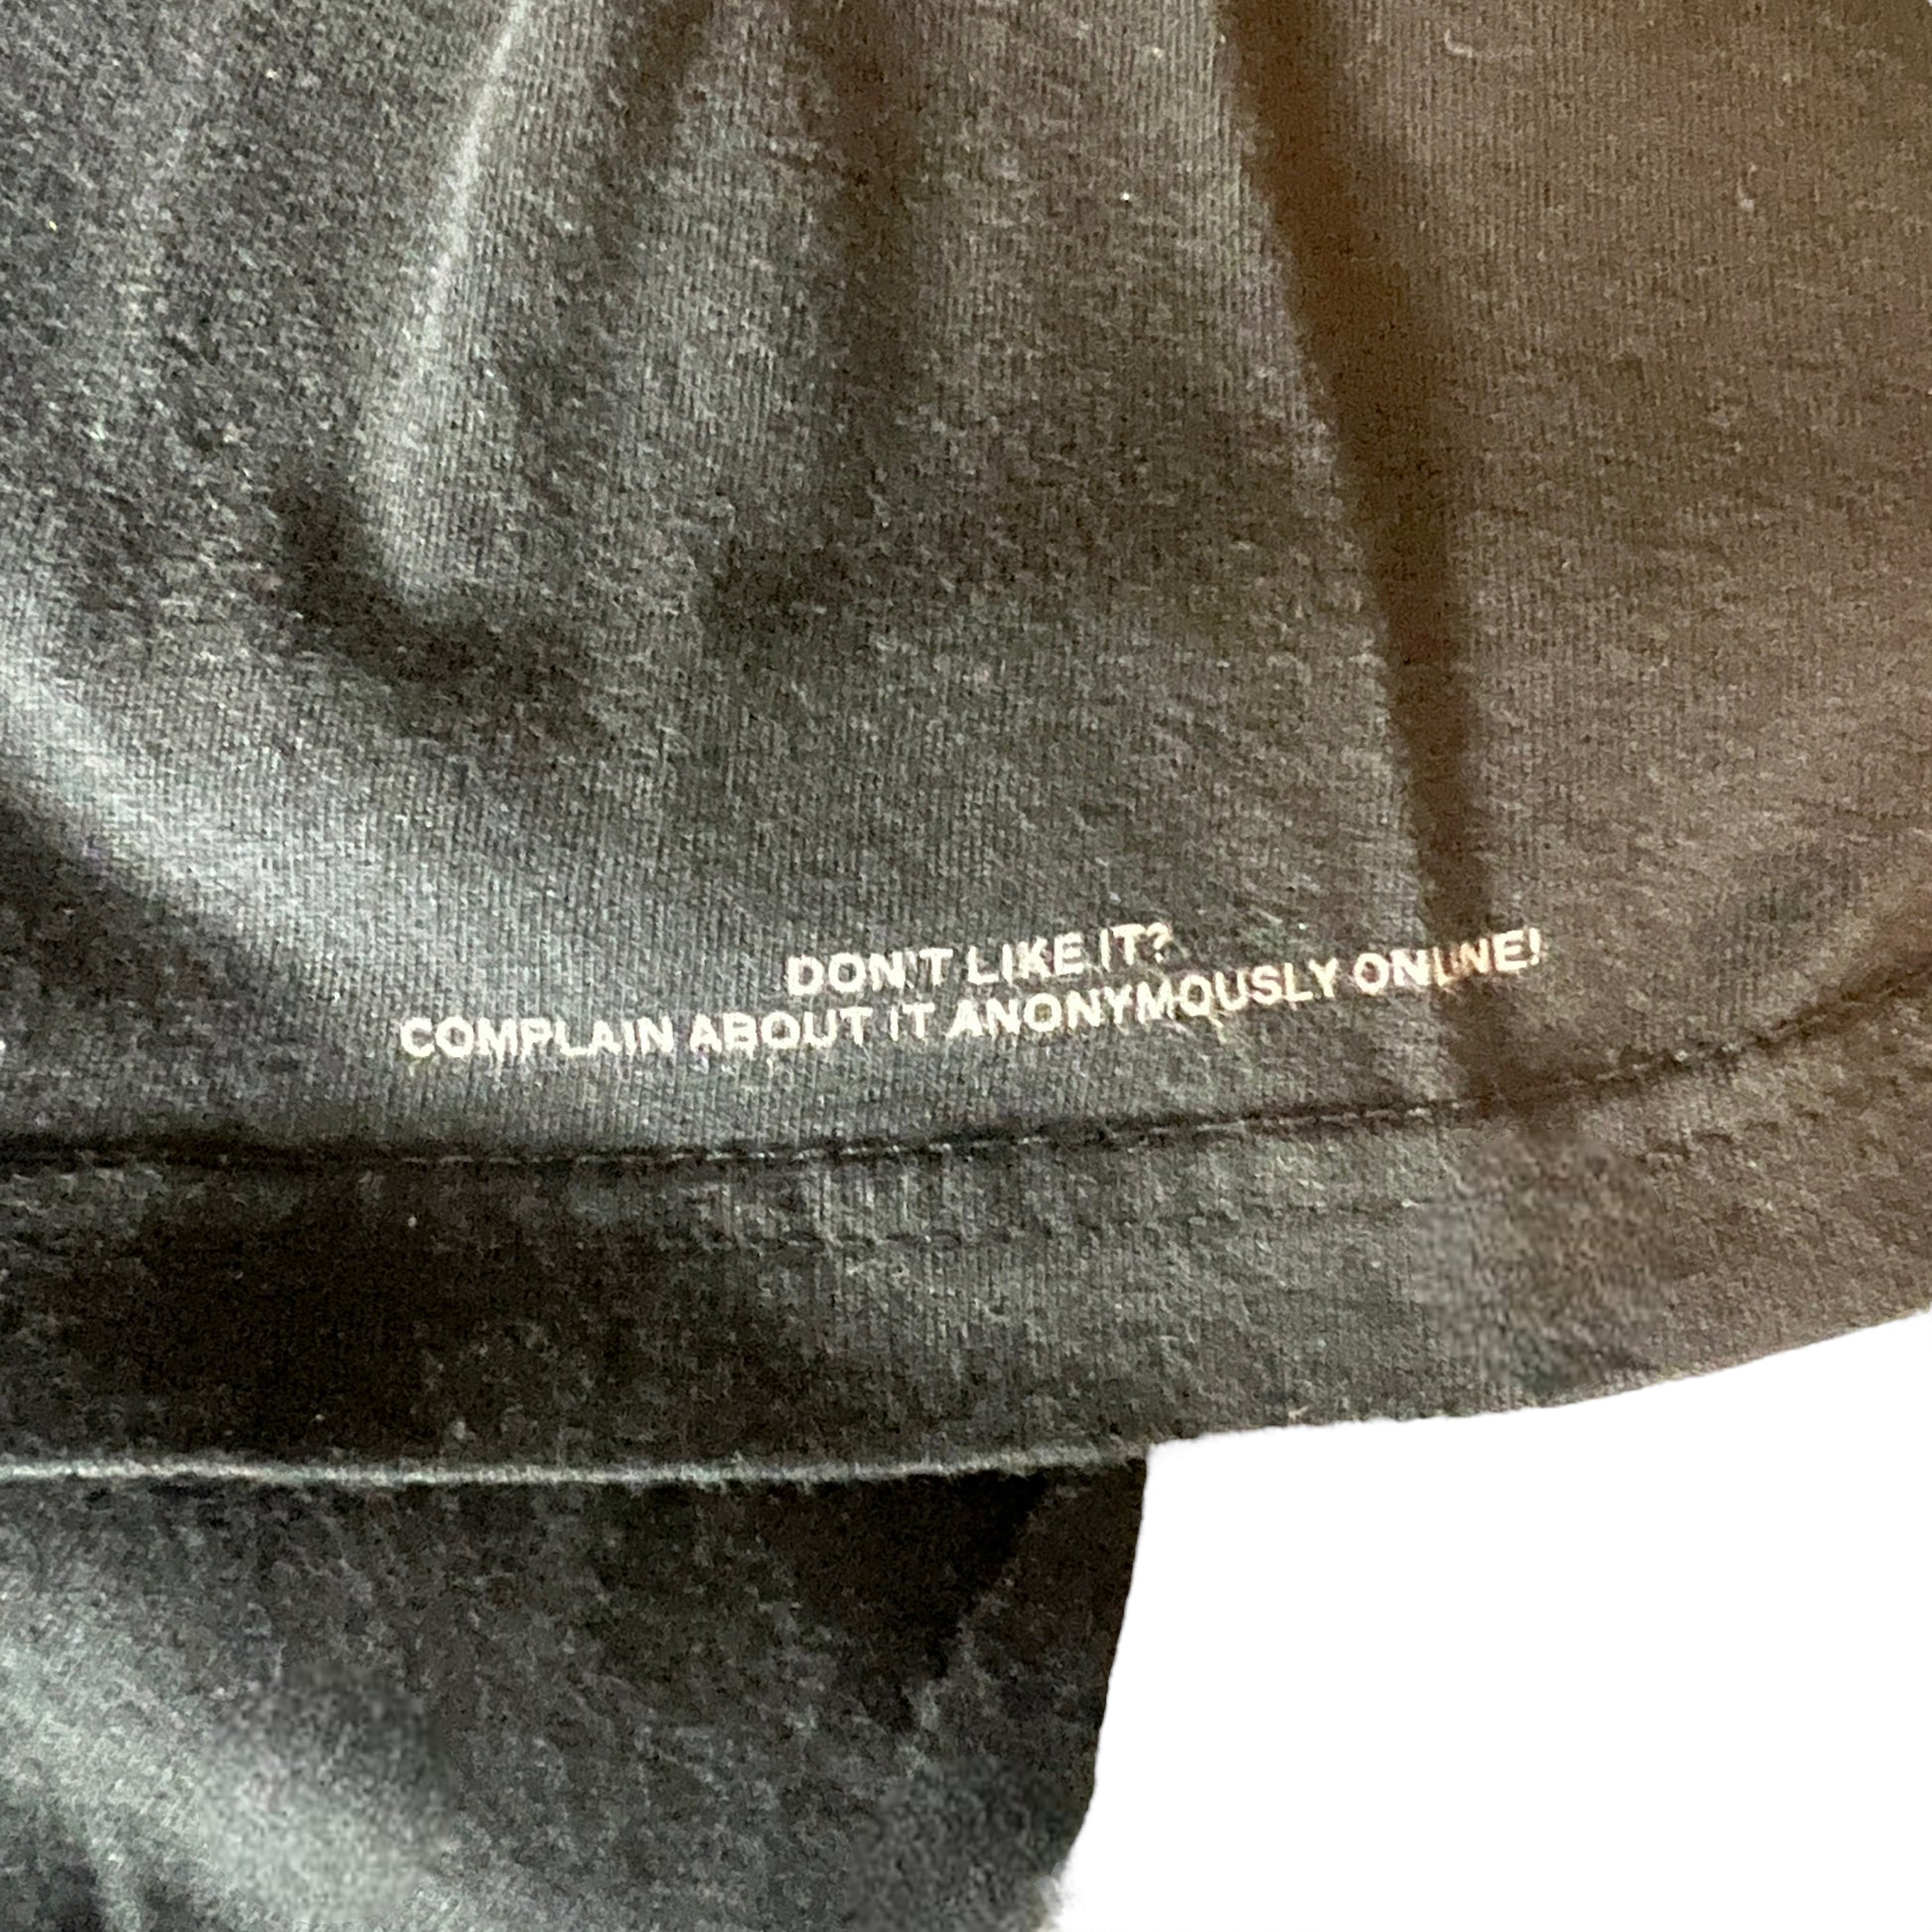 DON'T LIKE IT?
COMPLAIN ABOUT IT ANONYMOUSLY ONLINE!